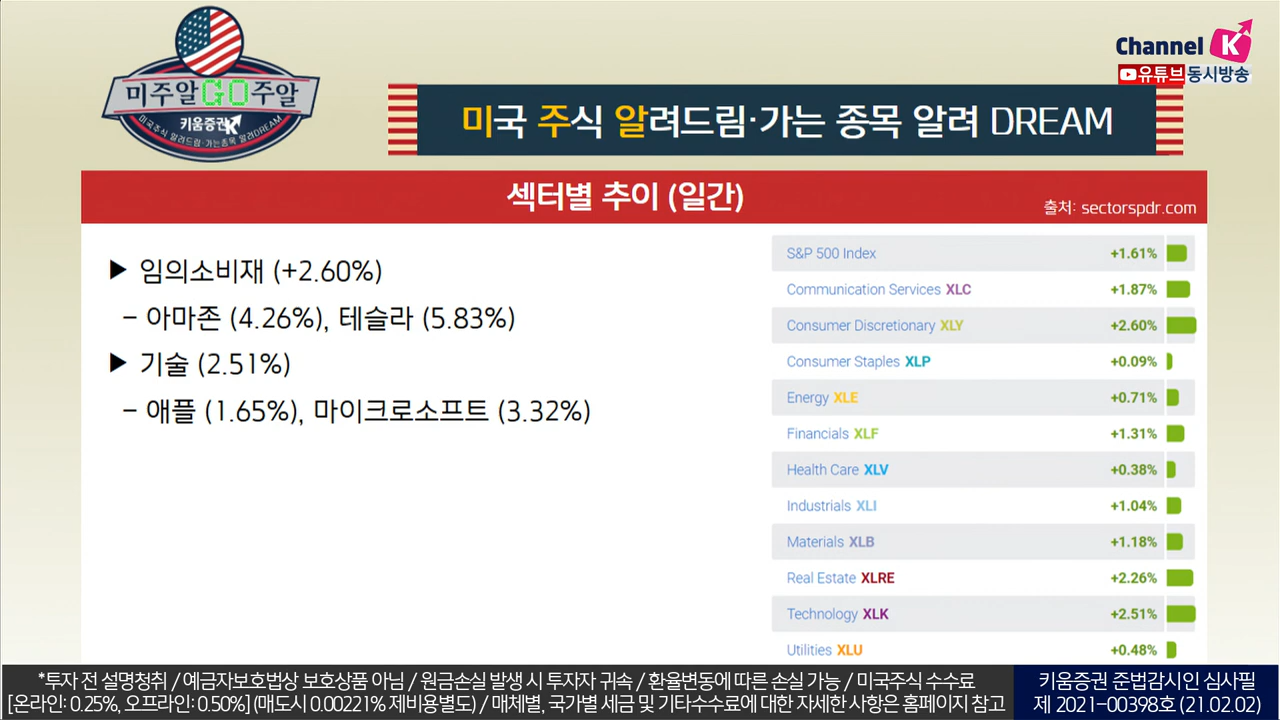 미주알GO주알
키움증권K
미국주식 알려드림·가는종목 알려DREAM
Channel K
유튜브 동시방송
미국 주식 알려드림·가는 종목 알려 DREAM
섹터별 추이 (일간)
출처: sectorspdr.com
▶ 임의소비재 (+2.60%)
– 아마존 (4.26%), 테슬라 (5.83%)
▶ 기술 (2.51%)
– 애플 (1.65%), 마이크로소프트 (3.32%)
S&P 500 Index +1.61%
Communication Services XLC +1.87%
Consumer Discretionary XLY +2.60%
Consumer Staples XLP +0.09%
Energy XLE +0.71%
Financials XLF +1.31%
Health Care XLV +0.38%
Industrials XLI +1.04%
Materials XLB +1.18%
Real Estate XLRE +2.26%
Technology XLK +2.51%
Utilities XLU +0.48%
*투자 전 설명청취 / 예금자보호법상 보호상품 아님 / 원금손실 발생 시 투자자 귀속 / 환율변동에 따른 손실 가능 / 미국주식 수수료
[온라인: 0.25%, 오프라인: 0.50%] (매도시 0.00221% 제비용별도) / 매체별, 국가별 세금 및 기타수수료에 대한 자세한 사항은 홈페이지 참고
키움증권 준법감시인 심사필
제 2021-00398호 (21.02.02)